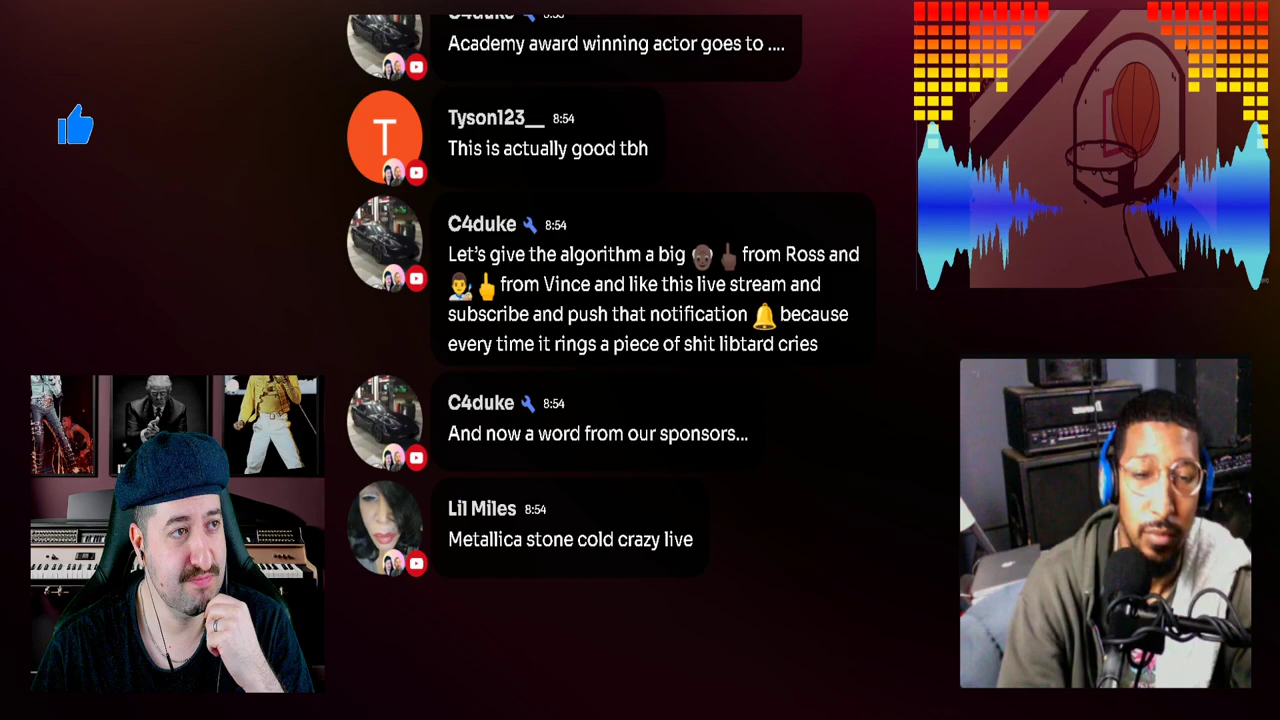 C4duke 8:53
Academy award winning actor goes to ....
T
Tyson123__ 8:54
This is actually good tbh
C4duke 8:54
Let's give the algorithm a big 👴🏿🖕🏿 from Ross and
👨‍🎨🖕 from Vince and like this live stream and
subscribe and push that notification 🔔 because
every time it rings a piece of shit libtard cries
C4duke 8:54
And now a word from our sponsors...
Lil Miles 8:54
Metallica stone cold crazy live